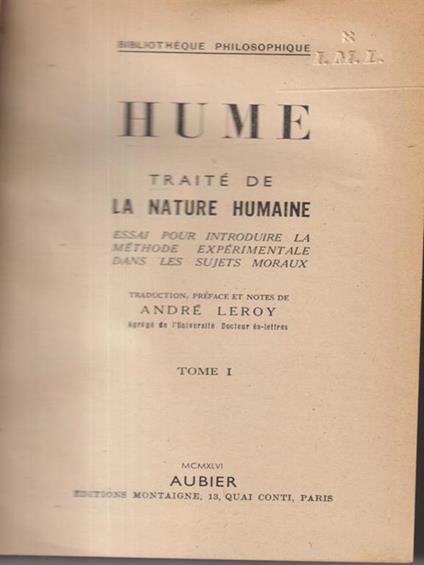 BIBLIOTHÈQUE PHILOSOPHIQUE
I. M. I.
HUME
TRAITÉ DE
LA NATURE HUMAINE
ESSAI POUR INTRODUIRE LA
MÉTHODE EXPÉRIMENTALE
DANS LES SUJETS MORAUX
TRADUCTION, PRÉFACE ET NOTES DE
ANDRÉ LEROY
Agrégé de l'Université Docteur ès-lettres
TOME I
MCMXLVI
AUBIER
ÉDITIONS MONTAIGNE, 13, QUAI CONTI, PARIS